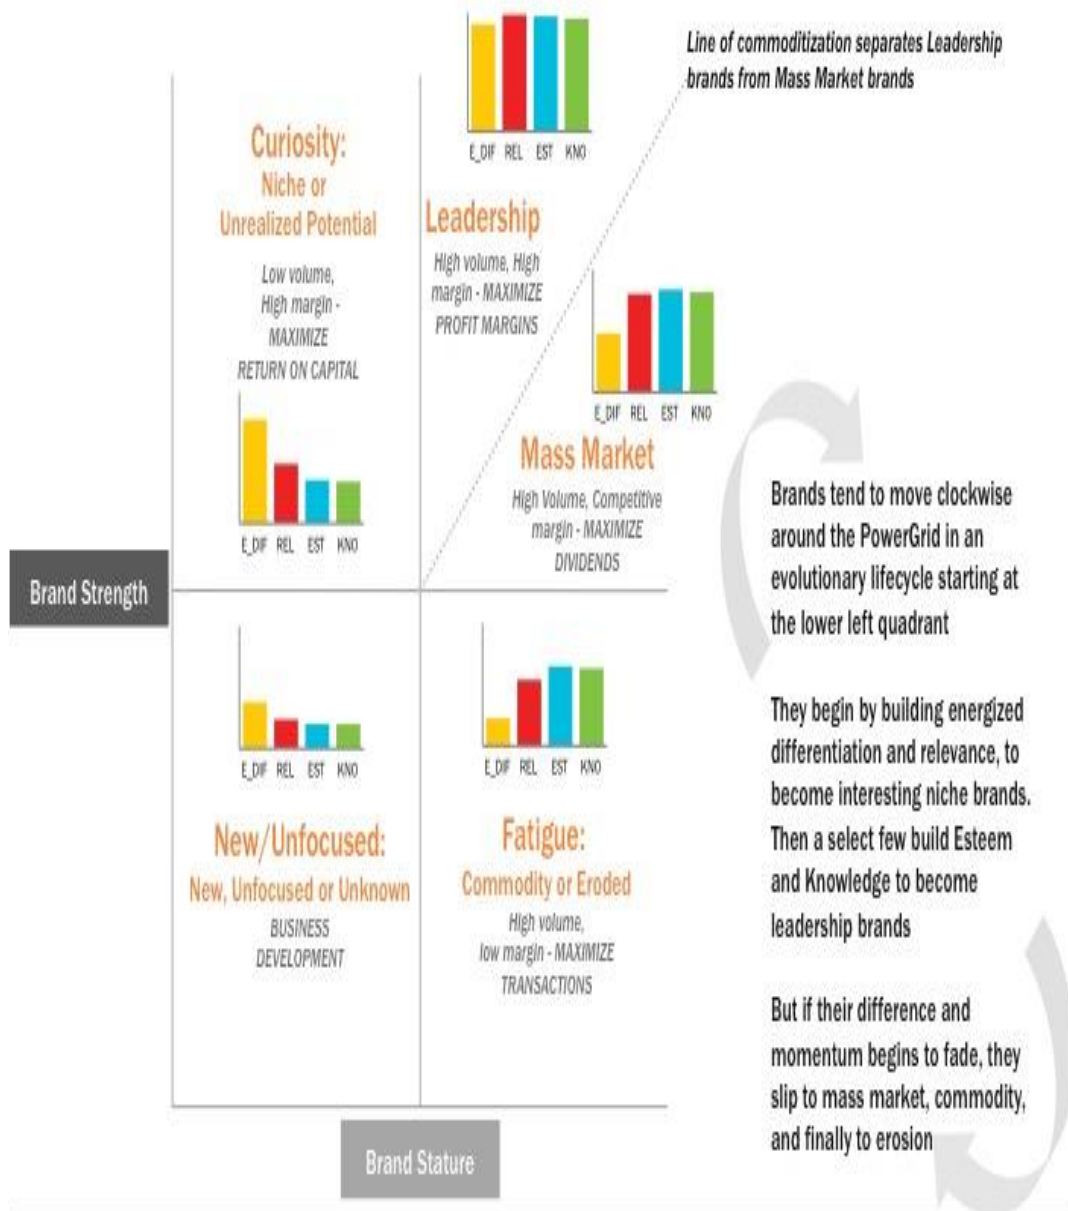 Line of commoditization separates Leadership
brands from Mass Market brands
E_DIF REL EST KNO
Curiosity:
Niche or
Unrealized Potential
Low volume,
High margin -
MAXIMIZE
RETURN ON CAPITAL
E_DIF REL EST KNO
Leadership
High volume, High
margin - MAXIMIZE
PROFIT MARGINS
E_DIF REL EST KNO
Mass Market
High Volume, Competitive
margin - MAXIMIZE
DIVIDENDS
Brand Strength
E_DIF REL EST KNO
New/Unfocused:
New, Unfocused or Unknown
BUSINESS
DEVELOPMENT
E_DIF REL EST KNO
Fatigue:
Commodity or Eroded
High volume,
low margin - MAXIMIZE
TRANSACTIONS
Brand Stature
Brands tend to move clockwise
around the PowerGrid in an
evolutionary lifecycle starting at
the lower left quadrant
They begin by building energized
differentiation and relevance, to
become interesting niche brands.
Then a select few build Esteem
and Knowledge to become
leadership brands
But if their difference and
momentum begins to fade, they
slip to mass market, commodity,
and finally to erosion